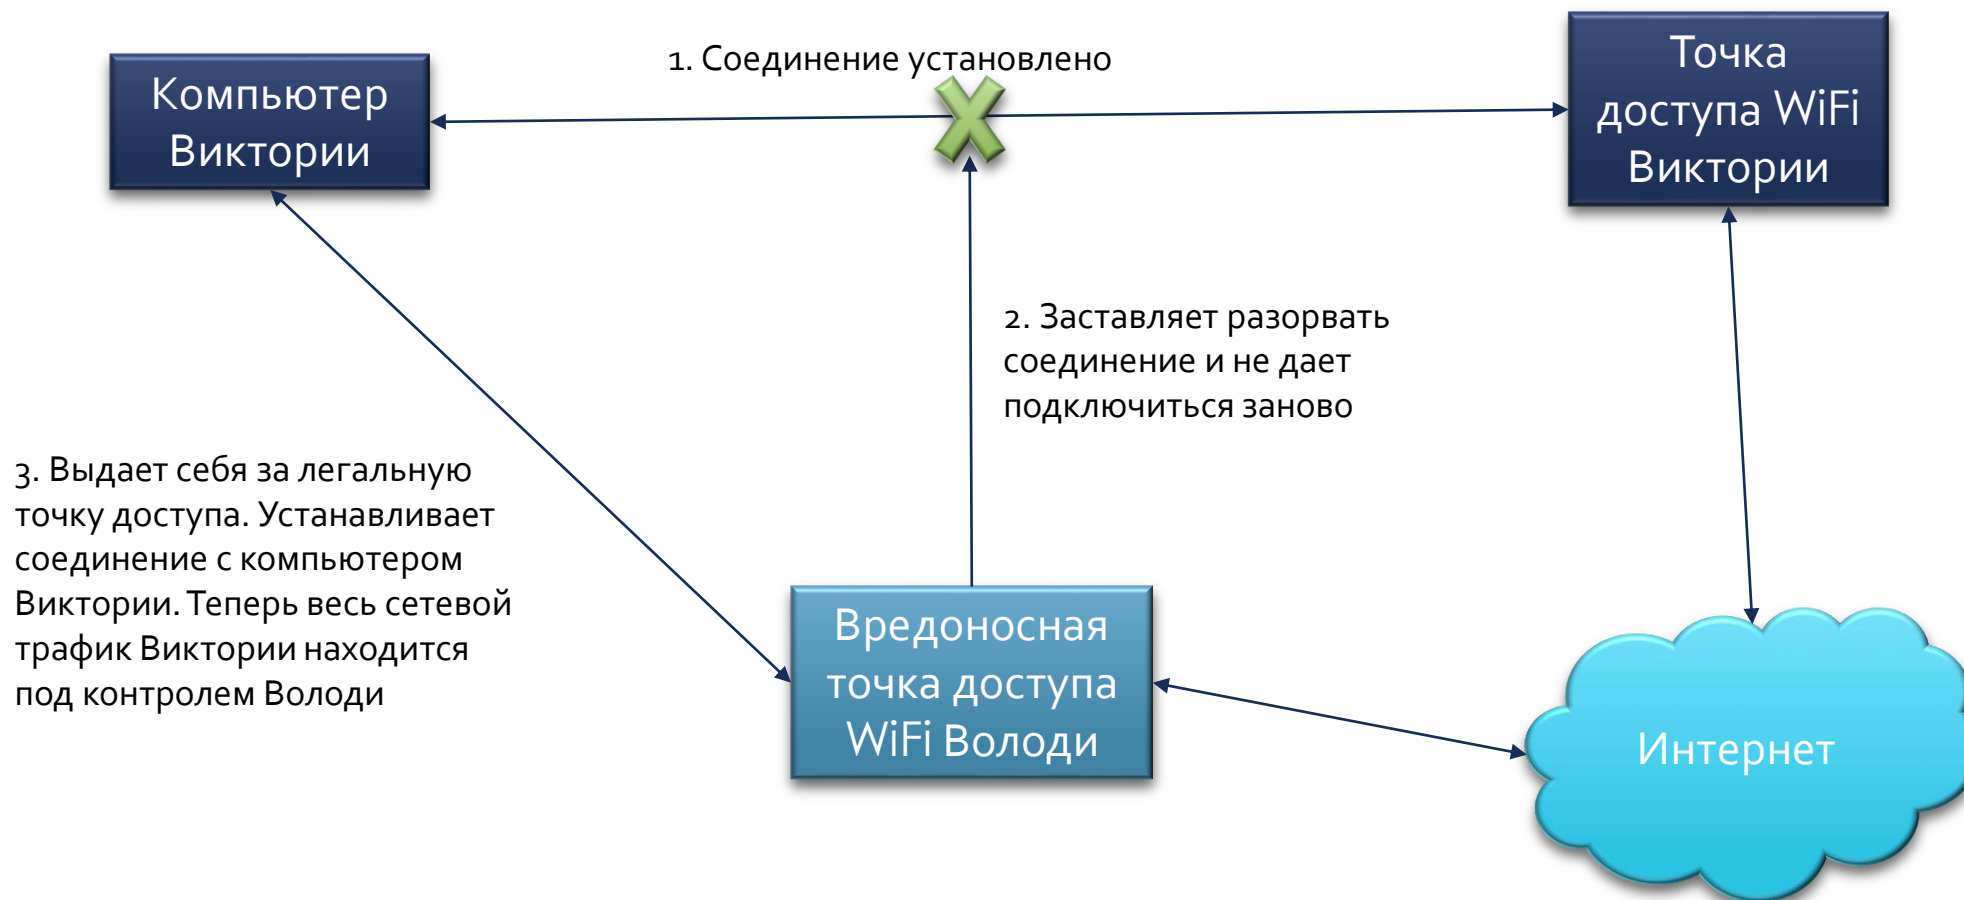 1. Соединение установлено
Компьютер
Виктории
Точка
доступа WiFi
Виктории
2. Заставляет разорвать
соединение и не дает
подключиться заново
3. Выдает себя за легальную
точку доступа. Устанавливает
соединение с компьютером
Виктории. Теперь весь сетевой
трафик Виктории находится
под контролем Володи
Вредоносная
точка доступа
WiFi Володи
Интернет